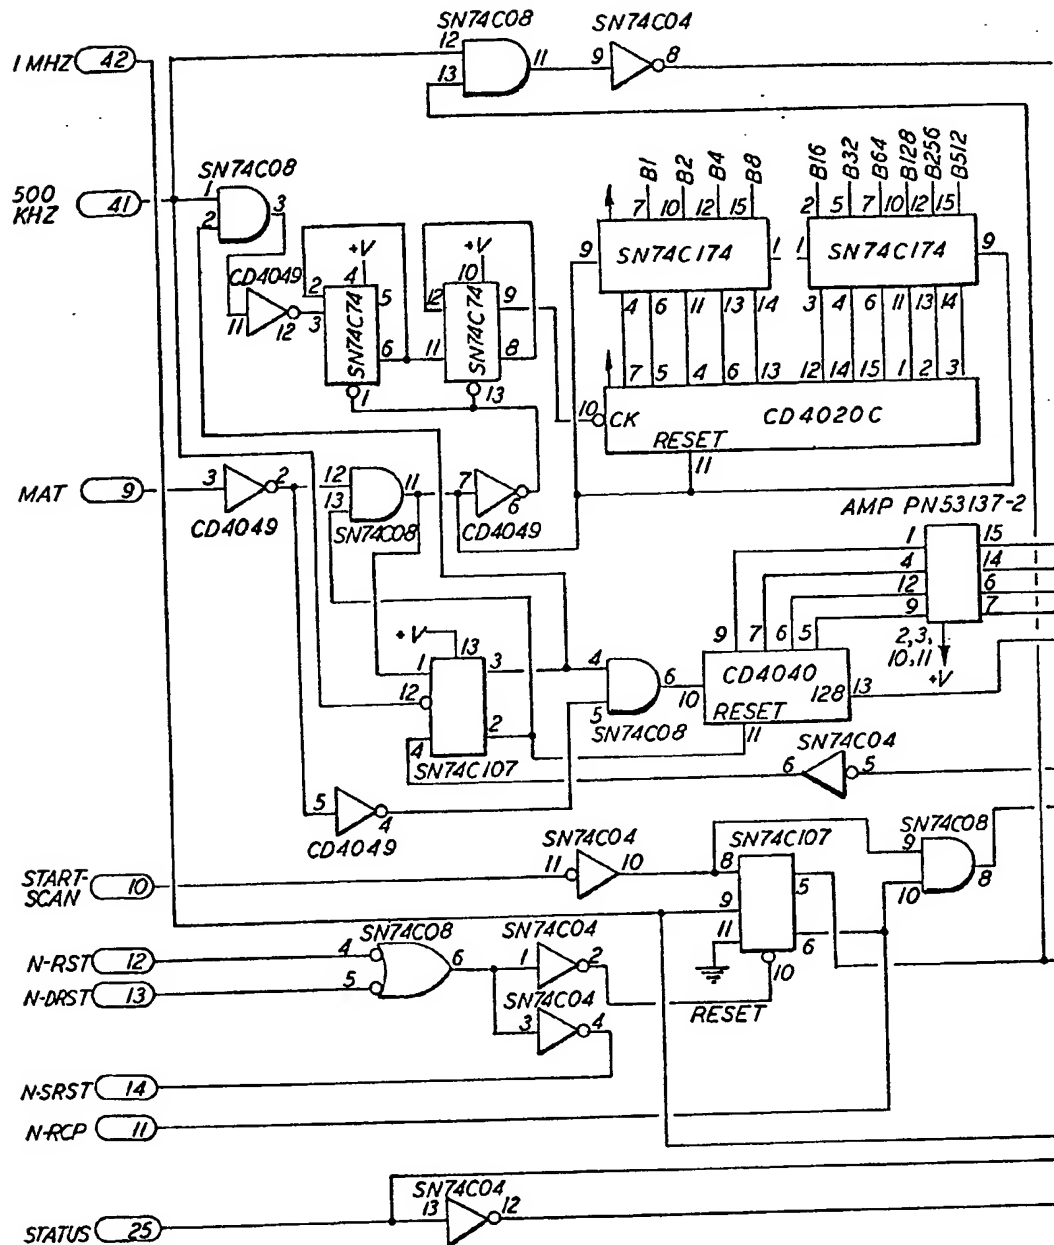 SN74C08
SN74C04
1 MHZ 42
12
13
11
9
8
SN74C08
500
KHZ 41
1
2
3
B1
B2
B4
B8
B16
B32
B64
B128
B256
B512
7 10 12 15
2 5 7 10 12 15
9 SN74C174 1
1 SN74C174 9
CD4049
11 12
+V
2 4 5
3 6
SN74C74
1
+V
12 10 9
11 8
SN74C74
13
4 6 11 13 14
3 4 6 11 13 14
7 5 4 6 13 12 14 15 1 2 3
10 CK CD4020C
RESET
11
MAT 9
3 2
CD4049
12
13
11
SN74C08
7 6
CD4049
AMP PN53137-2
1 15
4 14
12 6
9 7
2,3,
10,11
+V
+V
13
1 3
12
4 2
SN74C107
4
5
6
SN74C08
9 7 6 5
10 CD4040
128 13
RESET
11
SN74C04
6 5
5 4
CD4049
START-
SCAN 10
SN74C04
11 10
SN74C107
8 5
9
11 6
10
RESET
SN74C08
9
10
8
N-RST 12
N-DRST 13
SN74C08
4
5
6
SN74C04
1 2
SN74C04
3 4
N-SRST 14
N-RCP 11
STATUS 25
SN74C04
13 12